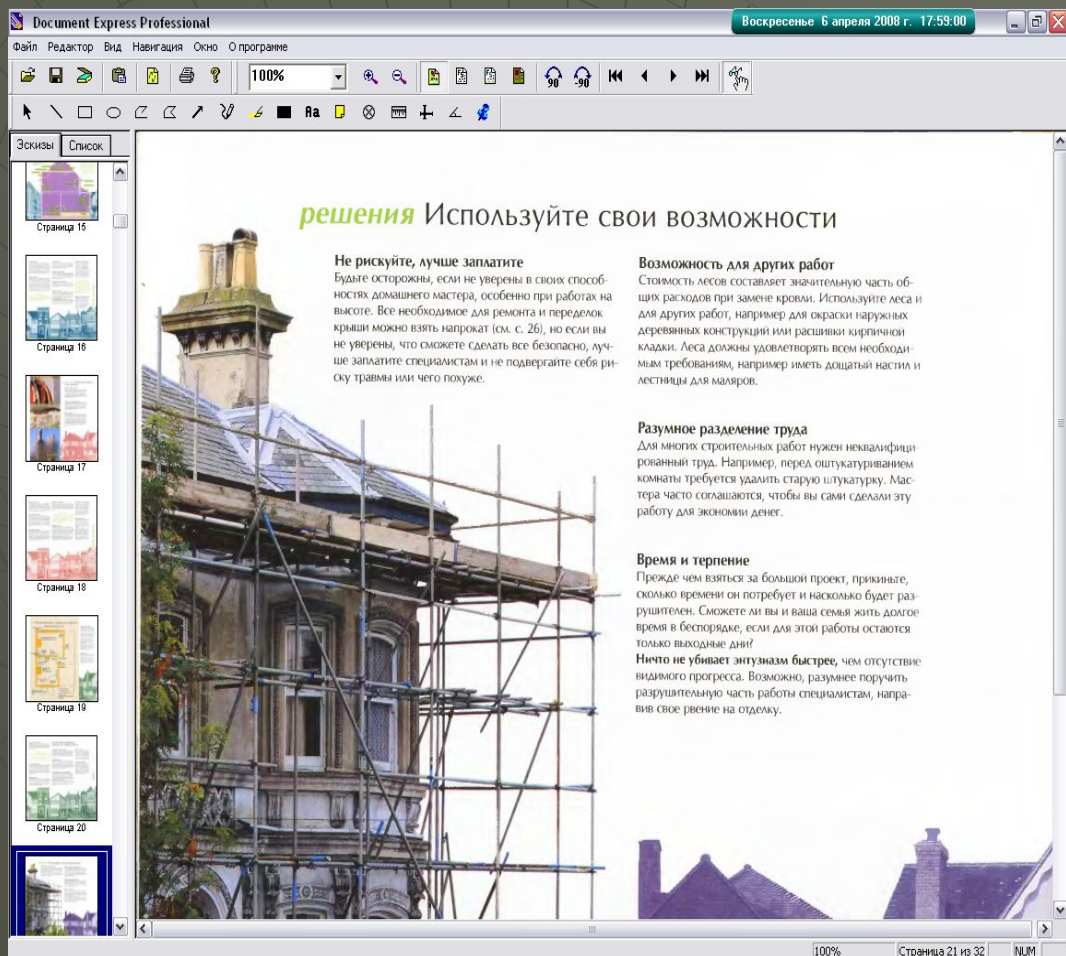 Document Express Professional
Воскресенье 6 апреля 2008 г. 17:59:00
Файл Редактор Вид Навигация Окно О программе
100%
90 -90
Aa
Эскизы Список
Страница 15
Страница 16
Страница 17
Страница 18
Страница 19
Страница 20
решения Используйте свои возможности
Не рискуйте, лучше заплатите
Будьте осторожны, если не уверены в своих способ-
ностях домашнего мастера, особенно при работах на
высоте. Все необходимое для ремонта и переделок
крыши можно взять напрокат (см. с. 26), но если вы
не уверены, что сможете сделать все безопасно, луч-
ше заплатите специалистам и не подвергайте себя ри-
ску травмы или чего похуже.
Возможность для других работ
Стоимость лесов составляет значительную часть об-
щих расходов при замене кровли. Используйте леса и
для других работ, например для окраски наружных
деревянных конструкций или расшивки кирпичной
кладки. Леса должны удовлетворять всем необходи-
мым требованиям, например иметь дощатый настил и
лестницы для маляров.
Разумное разделение труда
Для многих строительных работ нужен неквалифици-
рованный труд. Например, перед оштукатуриванием
комнаты требуется удалить старую штукатурку. Мас-
тера часто соглашаются, чтобы вы сами сделали эту
работу для экономии денег.
Время и терпение
Прежде чем взяться за большой проект, прикиньте,
сколько времени он потребует и насколько будет раз-
рушителен. Сможете ли вы и ваша семья жить долгое
время в беспорядке, если для этой работы остаются
только выходные дни?
Ничто не убивает энтузиазм быстрее, чем отсутствие
видимого прогресса. Возможно, разумнее поручить
разрушительную часть работы специалистам, напра-
вив свое рвение на отделку.
100% Страница 21 из 32 NUM